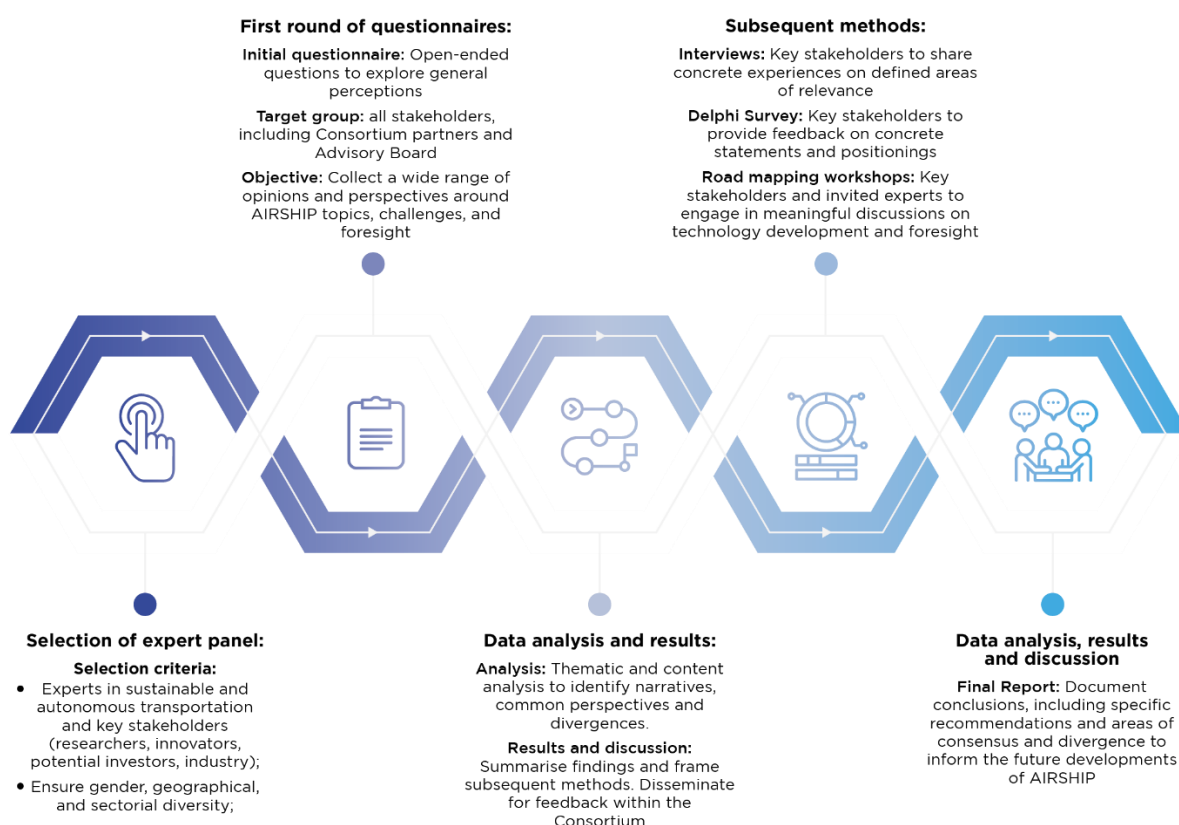 First round of questionnaires:
Initial questionnaire: Open-ended
questions to explore general
perceptions
Target group: all stakeholders,
including Consortium partners and
Advisory Board
Objective: Collect a wide range of
opinions and perspectives around
AIRSHIP topics, challenges, and
foresight
Subsequent methods:
Interviews: Key stakeholders to share
concrete experiences on defined areas
of relevance
Delphi Survey: Key stakeholders to
provide feedback on concrete
statements and positionings
Road mapping workshops: Key
stakeholders and invited experts to
engage in meaningful discussions on
technology development and foresight
Selection of expert panel:
Selection criteria:
• Experts in sustainable and
autonomous transportation
and key stakeholders
(researchers, innovators,
potential investors, industry);
• Ensure gender, geographical,
and sectorial diversity;
Data analysis and results:
Analysis: Thematic and content
analysis to identify narratives,
common perspectives and
divergences.
Results and discussion:
Summarise findings and frame
subsequent methods. Disseminate
for feedback within the
Consortium
Data analysis, results
and discussion
Final Report: Document
conclusions, including specific
recommendations and areas of
consensus and divergence to
inform the future developments
of AIRSHIP